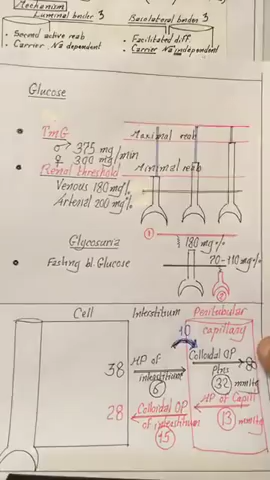 Mechanism
Luminal border 3
Basolateral border 3
• Second active reab
• Carrier Na dependent
• Facilitated diff.
• Carrier Na independent
Glucose
• TmG
♂ 375 mg/min
♀ 300 mg/min
Maximal reab
• Renal threshold
Minimal reab
Venous 180 mg%
Arterial 200 mg%
①
Glycosuria
180 mg%
• Fasting bl. Glucose
70-110 mg%
②
Cell
Interstitium
Peritubular
capillary
10
38
HP of
interstitium
6
Colloidal OP
Ptns
32 mmHg
28
Colloidal OP
of interstitium
15
HP of Capill
13 mmHg